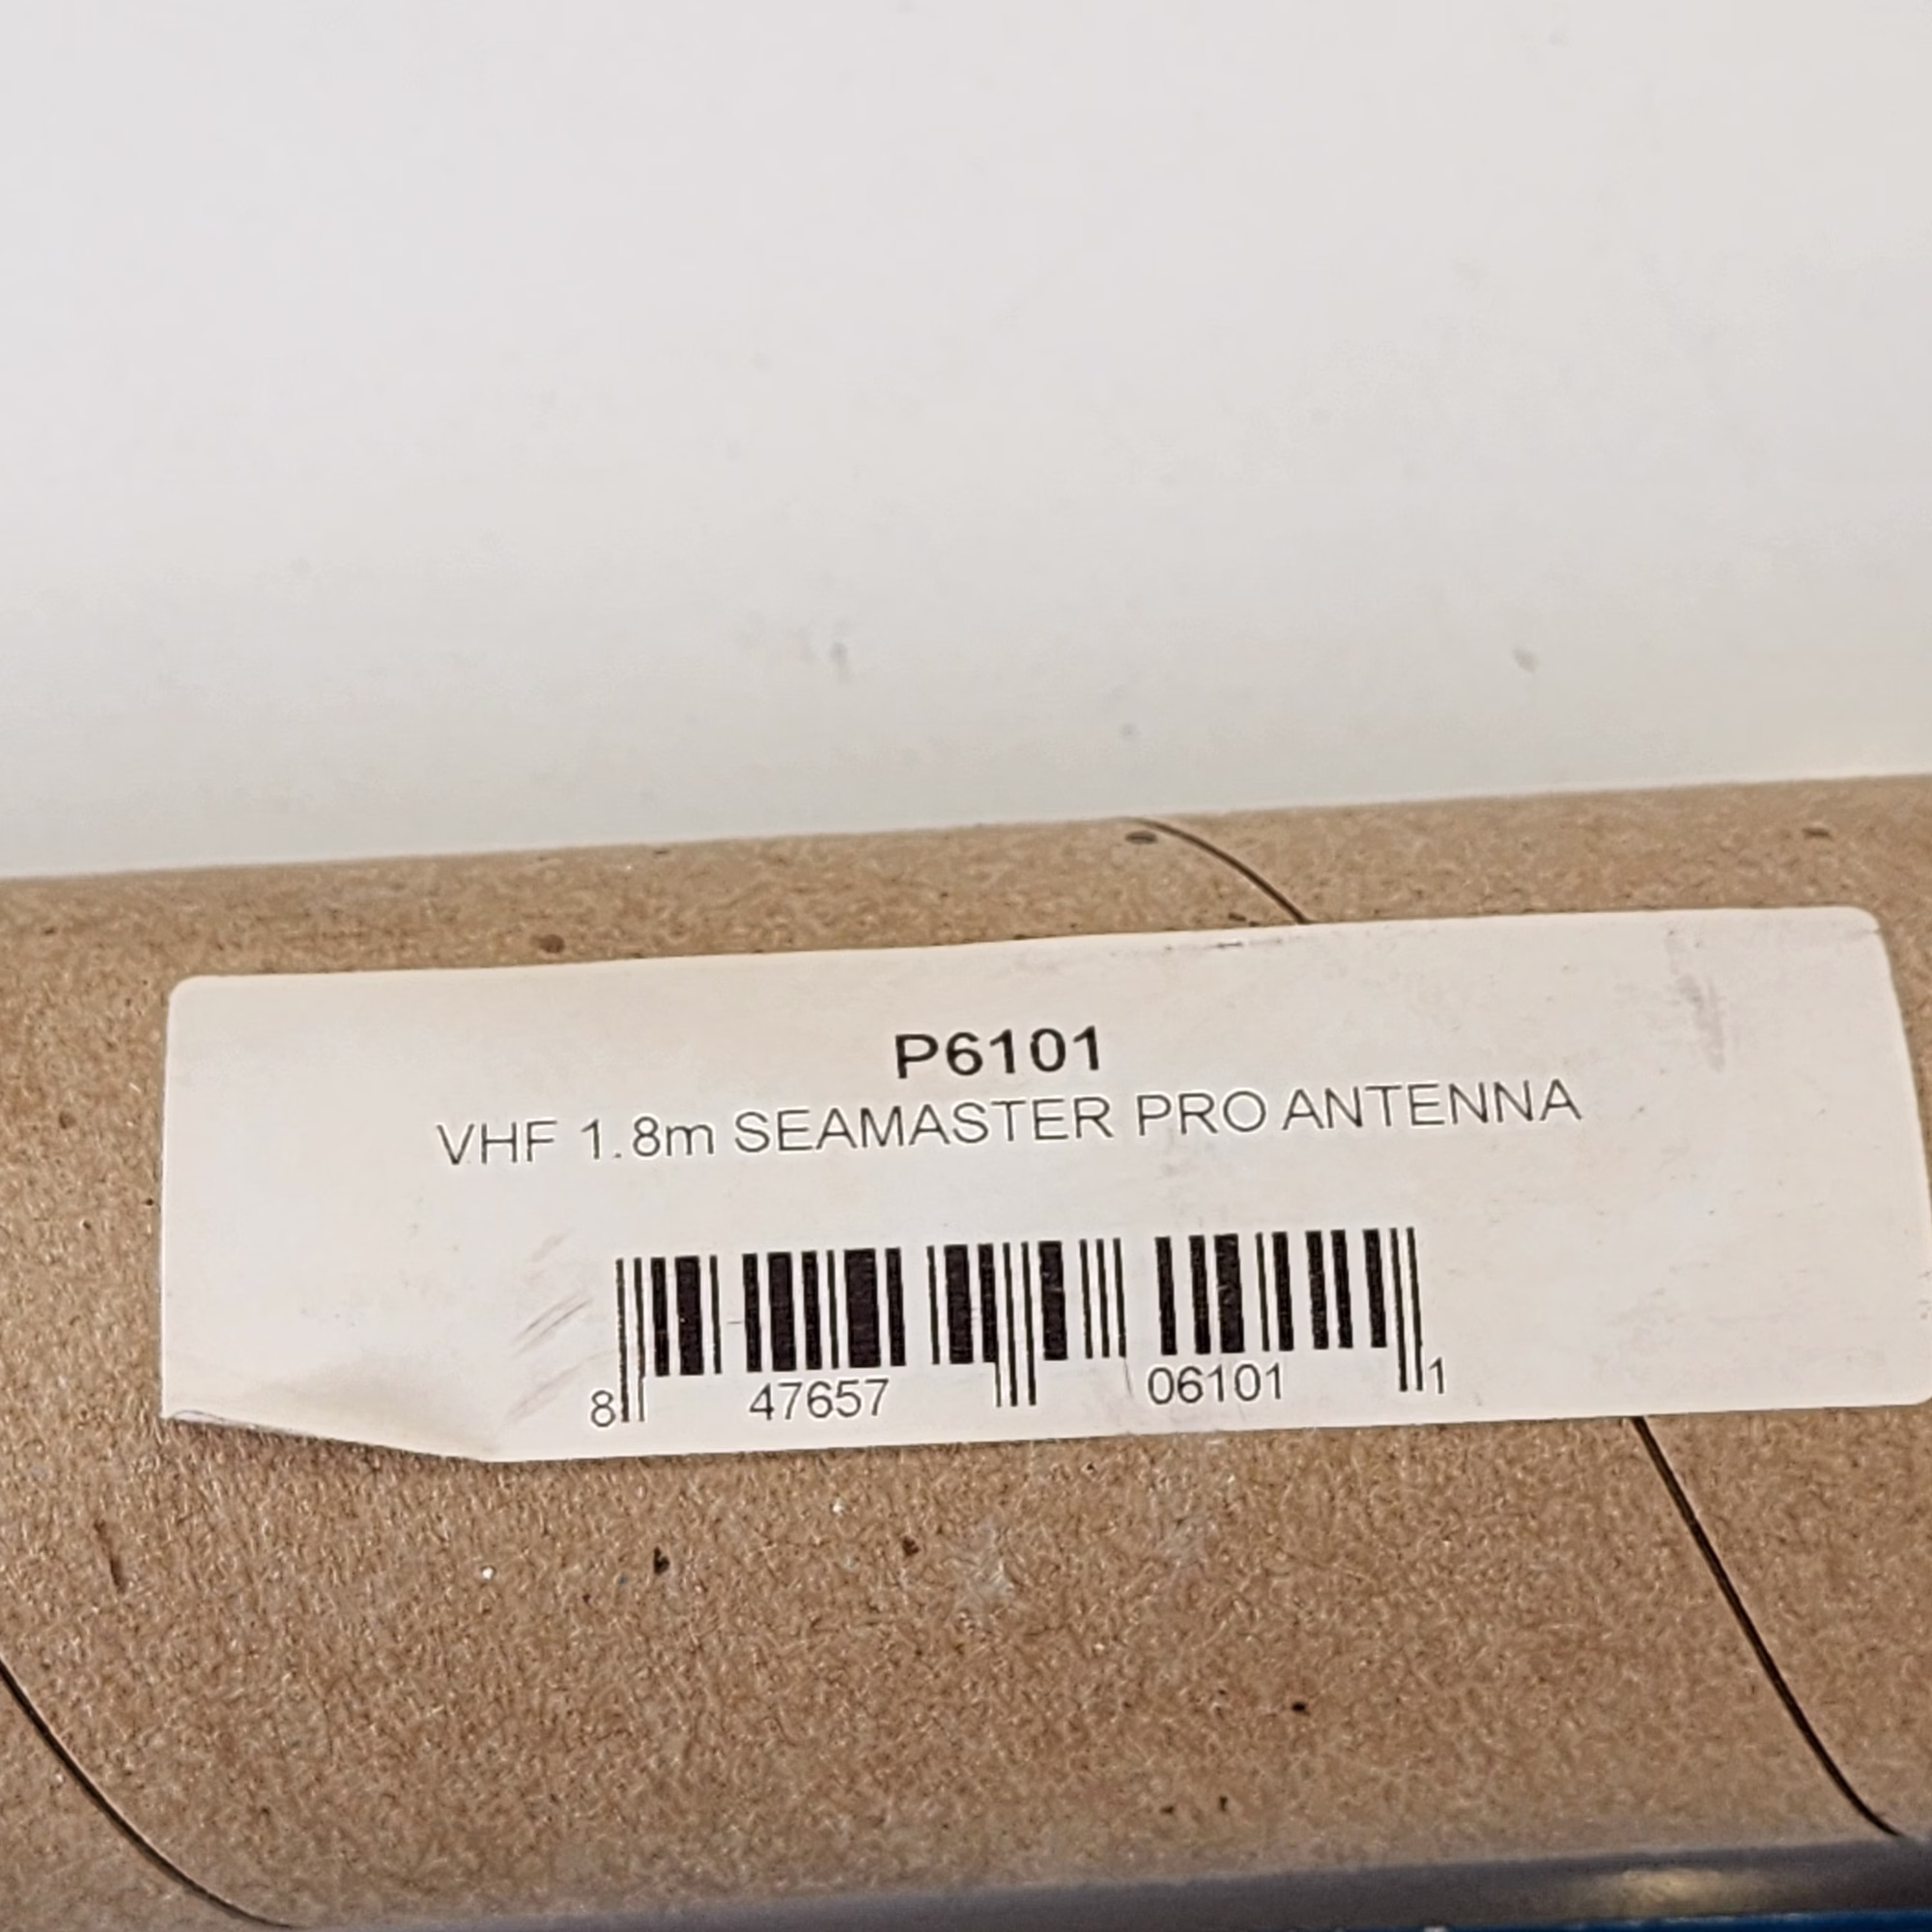 P6101
VHF 1.8m SEAMASTER PRO ANTENNA
8 47657 06101 1